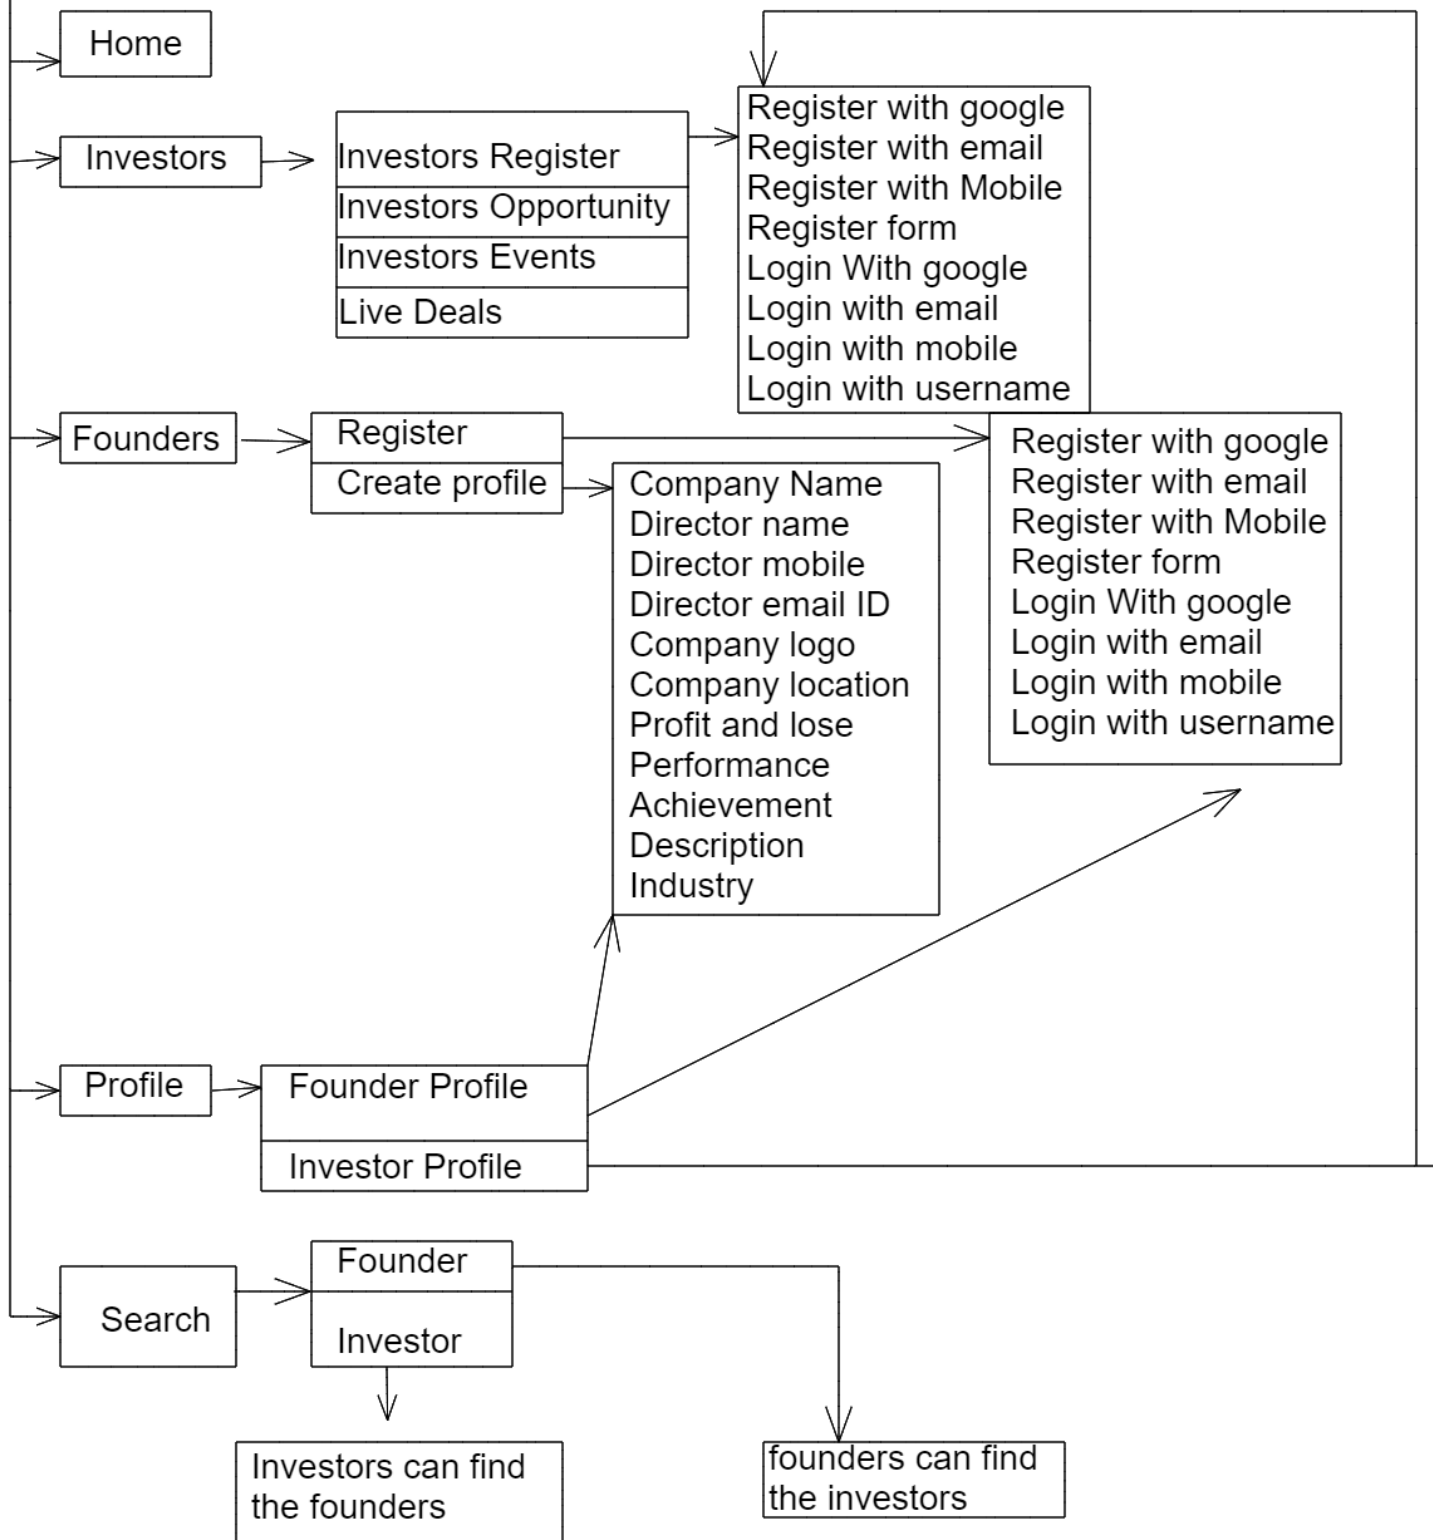 Home
Investors
Investors Register
Investors Opportunity
Investors Events
Live Deals
Register with google
Register with email
Register with Mobile
Register form
Login With google
Login with email
Login with mobile
Login with username
Founders
Register
Create profile
Company Name
Director name
Director mobile
Director email ID
Company logo
Company location
Profit and lose
Performance
Achievement
Description
Industry
Register with google
Register with email
Register with Mobile
Register form
Login With google
Login with email
Login with mobile
Login with username
Profile
Founder Profile
Investor Profile
Search
Founder
Investor
Investors can find
the founders
founders can find
the investors